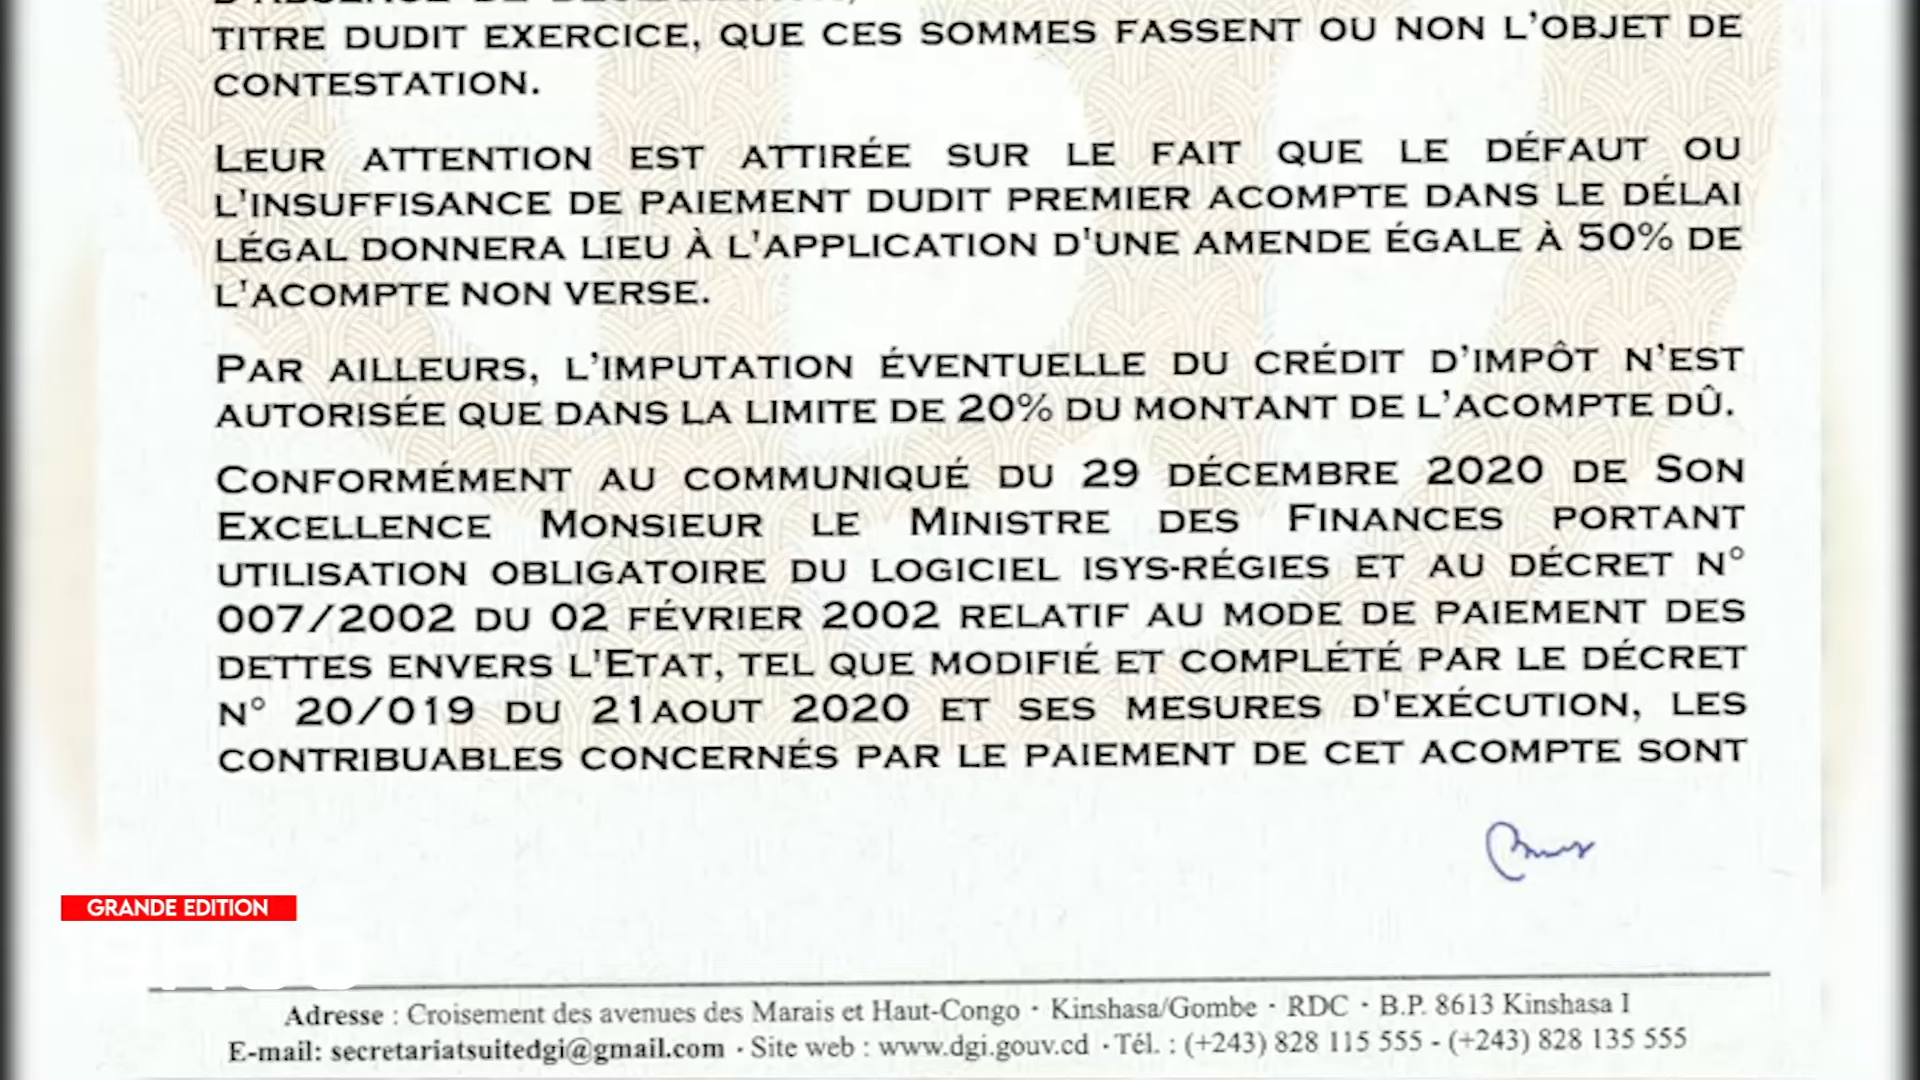 TITRE DUDIT EXERCICE, QUE CES SOMMES FASSENT OU NON L'OBJET DE
CONTESTATION.
LEUR ATTENTION EST ATTIRÉE SUR LE FAIT QUE LE DÉFAUT OU
L'INSUFFISANCE DE PAIEMENT DUDIT PREMIER ACOMPTE DANS LE DÉLAI
LÉGAL DONNERA LIEU À L'APPLICATION D'UNE AMENDE ÉGALE À 50% DE
L'ACOMPTE NON VERSE.
PAR AILLEURS, L'IMPUTATION ÉVENTUELLE DU CRÉDIT D'IMPÔT N'EST
AUTORISÉE QUE DANS LA LIMITE DE 20% DU MONTANT DE L'ACOMPTE DÛ.
CONFORMÉMENT AU COMMUNIQUÉ DU 29 DÉCEMBRE 2020 DE SON
EXCELLENCE MONSIEUR LE MINISTRE DES FINANCES PORTANT
UTILISATION OBLIGATOIRE DU LOGICIEL ISYS-RÉGIES ET AU DÉCRET N°
007/2002 DU 02 FÉVRIER 2002 RELATIF AU MODE DE PAIEMENT DES
DETTES ENVERS L'ETAT, TEL QUE MODIFIÉ ET COMPLÉTÉ PAR LE DÉCRET
N° 20/019 DU 21AOUT 2020 ET SES MESURES D'EXÉCUTION, LES
CONTRIBUABLES CONCERNÉS PAR LE PAIEMENT DE CET ACOMPTE SONT
GRANDE EDITION
Adresse : Croisement des avenues des Marais et Haut-Congo · Kinshasa/Gombe · RDC · B.P. 8613 Kinshasa I
E-mail: secretariatsuitedgi@gmail.com · Site web : www.dgi.gouv.cd · Tél. : (+243) 828 115 555 - (+243) 828 135 555